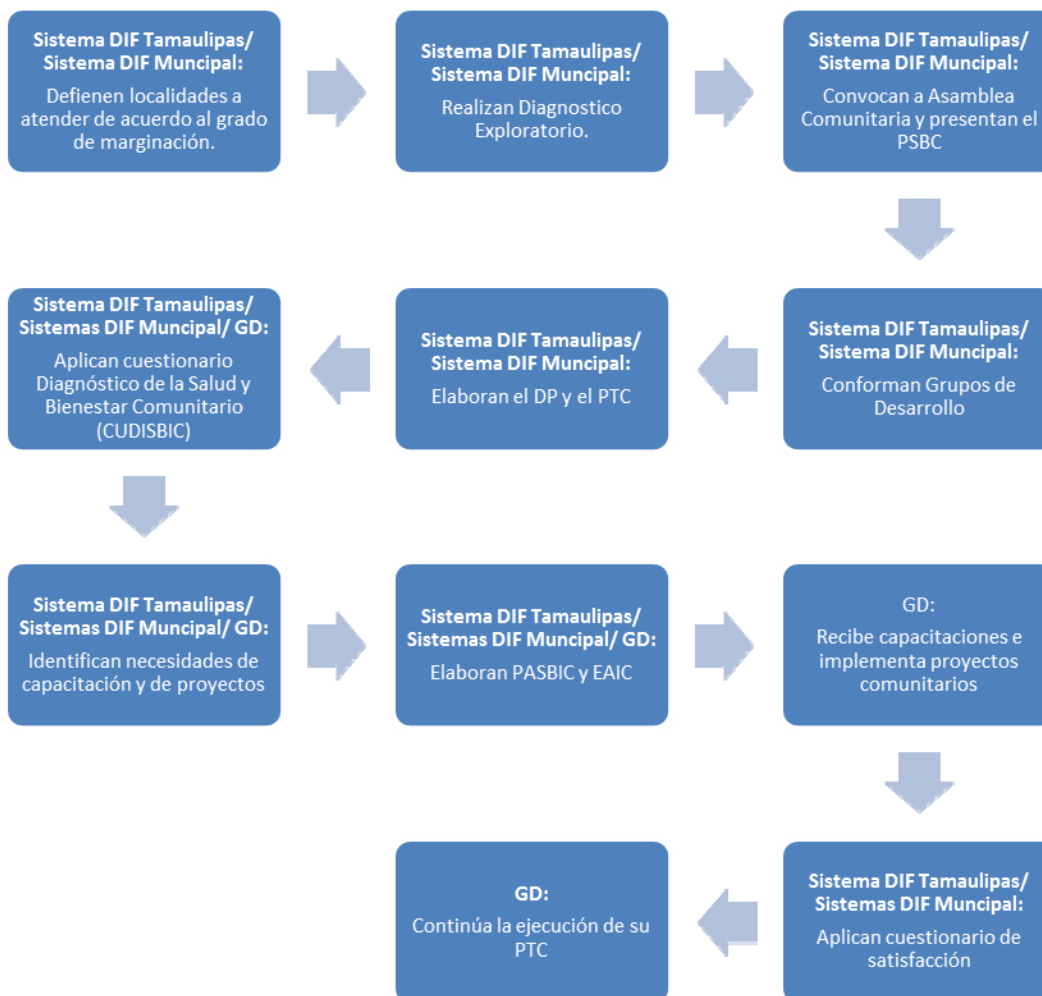 Sistema DIF Tamaulipas/
Sistema DIF Muncipal:
Defienen localidades a
atender de acuerdo al grado
de marginación.
Sistema DIF Tamaulipas/
Sistema DIF Muncipal:
Realizan Diagnostico
Exploratorio.
Sistema DIF Tamaulipas/
Sistema DIF Muncipal:
Convocan a Asamblea
Comunitaria y presentan el
PSBC
Sistema DIF Tamaulipas/
Sistema DIF Muncipal:
Conforman Grupos de
Desarrollo
Sistema DIF Tamaulipas/
Sistema DIF Muncipal:
Elaboran el DP y el PTC
Sistema DIF Tamaulipas/
Sistemas DIF Muncipal/ GD:
Aplican cuestionario
Diagnóstico de la Salud y
Bienestar Comunitario
(CUDISBIC)
Sistema DIF Tamaulipas/
Sistemas DIF Muncipal/ GD:
Identifican necesidades de
capacitación y de proyectos
Sistema DIF Tamaulipas/
Sistemas DIF Muncipal/ GD:
Elaboran PASBIC y EAIC
GD:
Recibe capacitaciones e
implementa proyectos
comunitarios
Sistema DIF Tamaulipas/
Sistemas DIF Muncipal:
Aplican cuestionario de
satisfacción
GD:
Continúa la ejecución de su
PTC